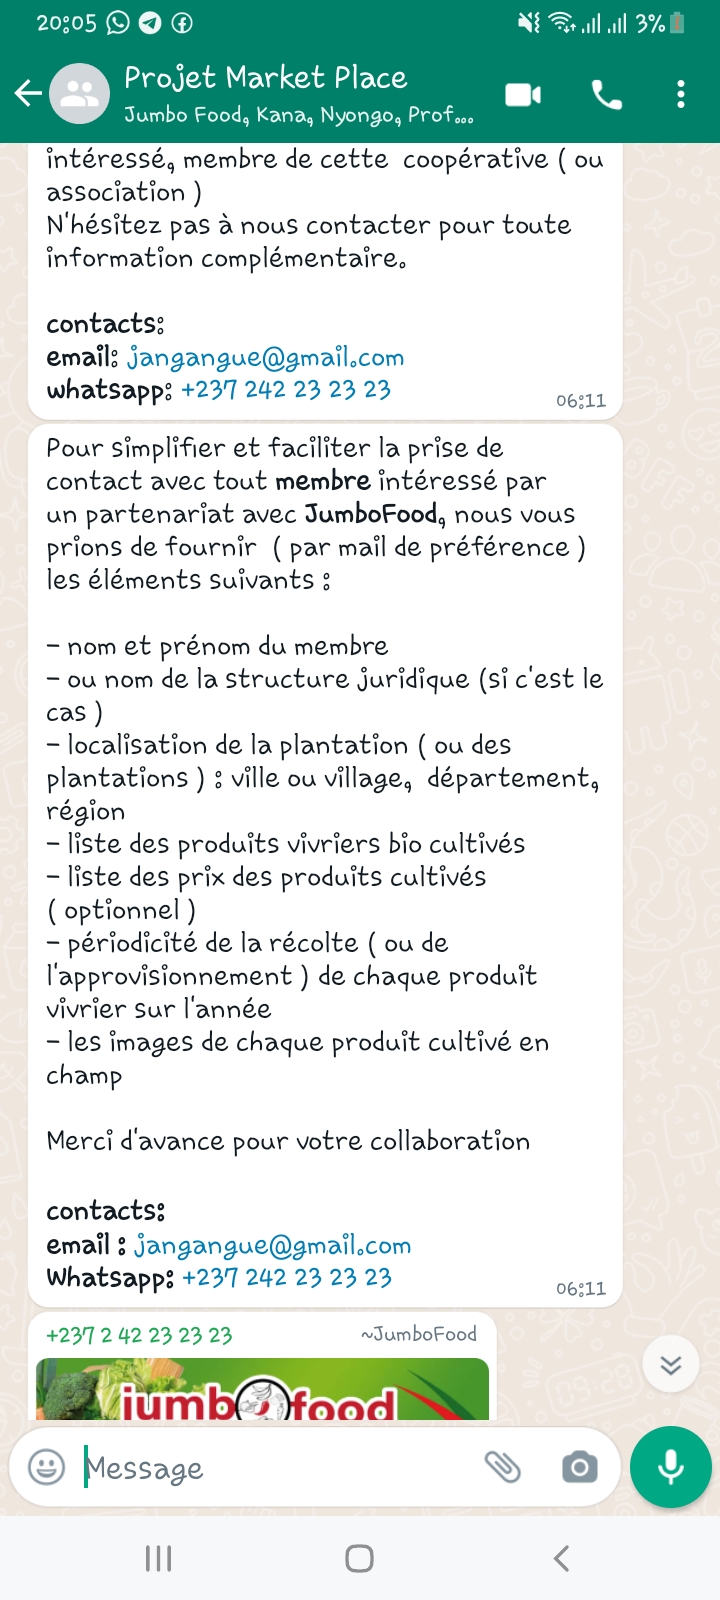 20:05 3%
Projet Market Place
Jumbo Food, Kana, Nyongo, Prof...
intéressé, membre de cette  coopérative ( ou
association )
N'hésitez pas à nous contacter pour toute
information complémentaire.
contacts:
email: jangangue@gmail.com
whatsapp: +237 242 23 23 23
06:11
Pour simplifier et faciliter la prise de
contact avec tout membre intéressé par
un partenariat avec JumboFood, nous vous
prions de fournir  ( par mail de préférence )
les éléments suivants :
- nom et prénom du membre
- ou nom de la structure juridique (si c'est le
cas )
- localisation de la plantation ( ou des
plantations ) : ville ou village,  département,
région
- liste des produits vivriers bio cultivés
- liste des prix des produits cultivés
( optionnel )
- périodicité de la récolte ( ou de
l'approvisionnement ) de chaque produit
vivrier sur l'année
- les images de chaque produit cultivé en
champ
Merci d'avance pour votre collaboration
contacts:
email : jangangue@gmail.com
Whatsapp: +237 242 23 23 23
06:11
+237 2 42 23 23 23 ~JumboFood
jumbofood
Message